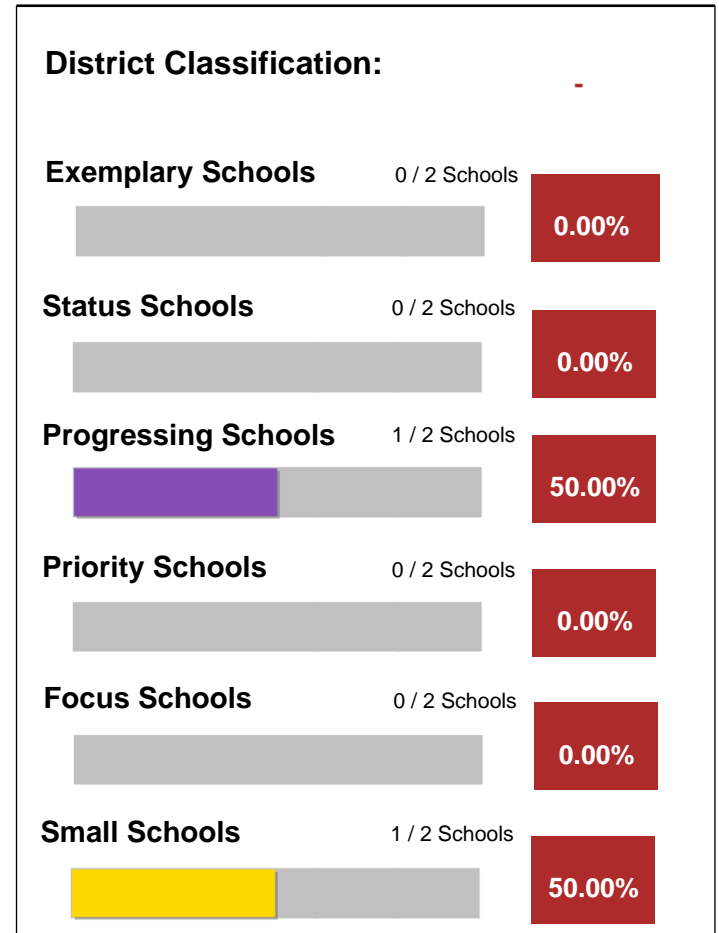 District Classification:
-
Exemplary Schools 0 / 2 Schools
0.00%
Status Schools 0 / 2 Schools
0.00%
Progressing Schools 1 / 2 Schools
50.00%
Priority Schools 0 / 2 Schools
0.00%
Focus Schools 0 / 2 Schools
0.00%
Small Schools 1 / 2 Schools
50.00%